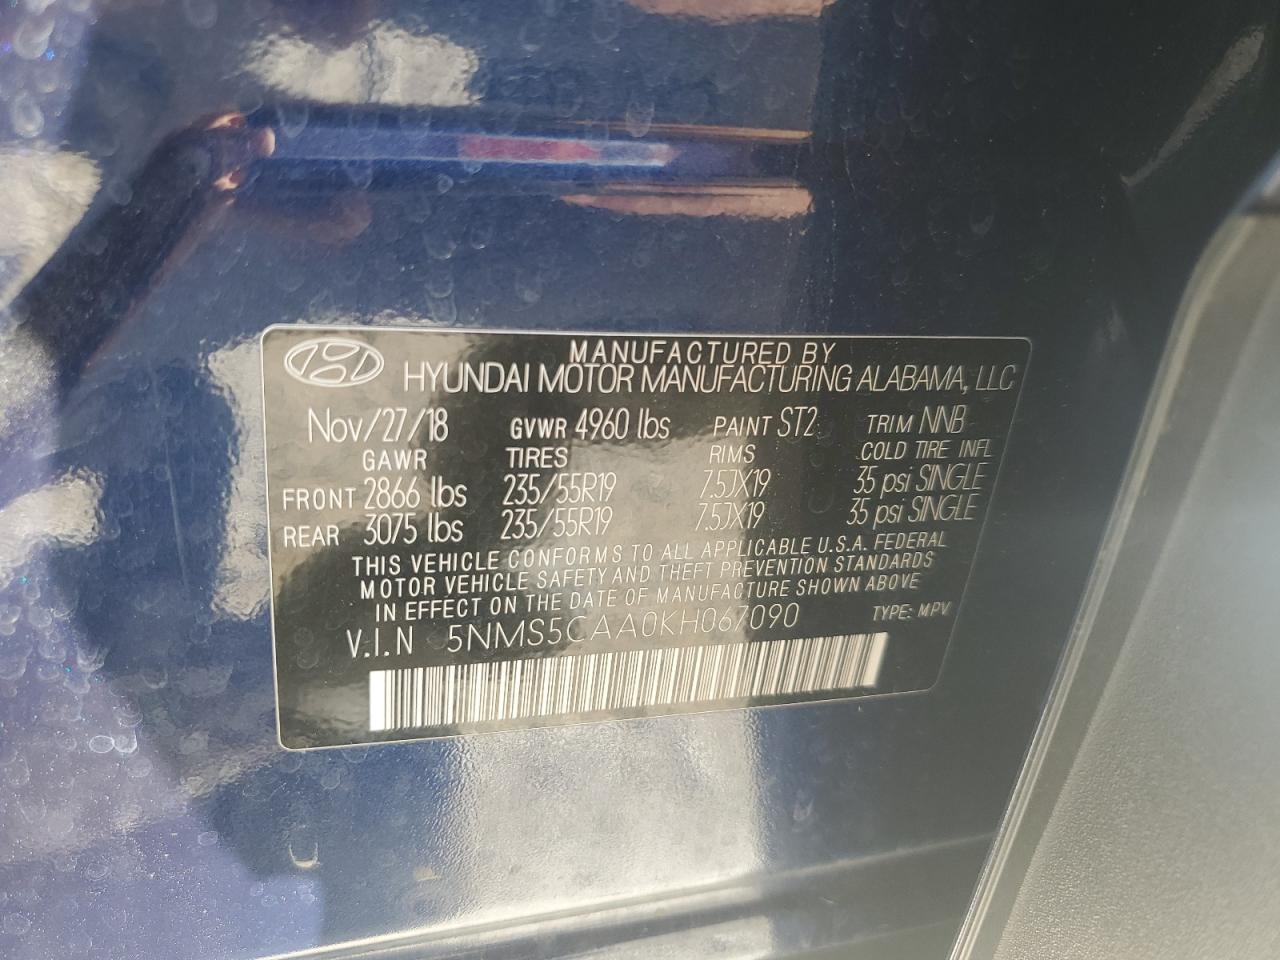 MANUFACTURED BY
HYUNDAI MOTOR MANUFACTURING ALABAMA, LLC
Nov/27/18 GVWR 4960 lbs PAINT ST2 TRIM NNB
GAWR TIRES RIMS COLD TIRE INFL
FRONT 2866 lbs 235/55R19 7.5JX19 35 psi SINGLE
REAR 3075 lbs 235/55R19 7.5JX19 35 psi SINGLE
THIS VEHICLE CONFORMS TO ALL APPLICABLE U.S.A. FEDERAL
MOTOR VEHICLE SAFETY AND THEFT PREVENTION STANDARDS
IN EFFECT ON THE DATE OF MANUFACTURE SHOWN ABOVE
V.I.N 5NMS5CAA0KH067090 TYPE: MPV